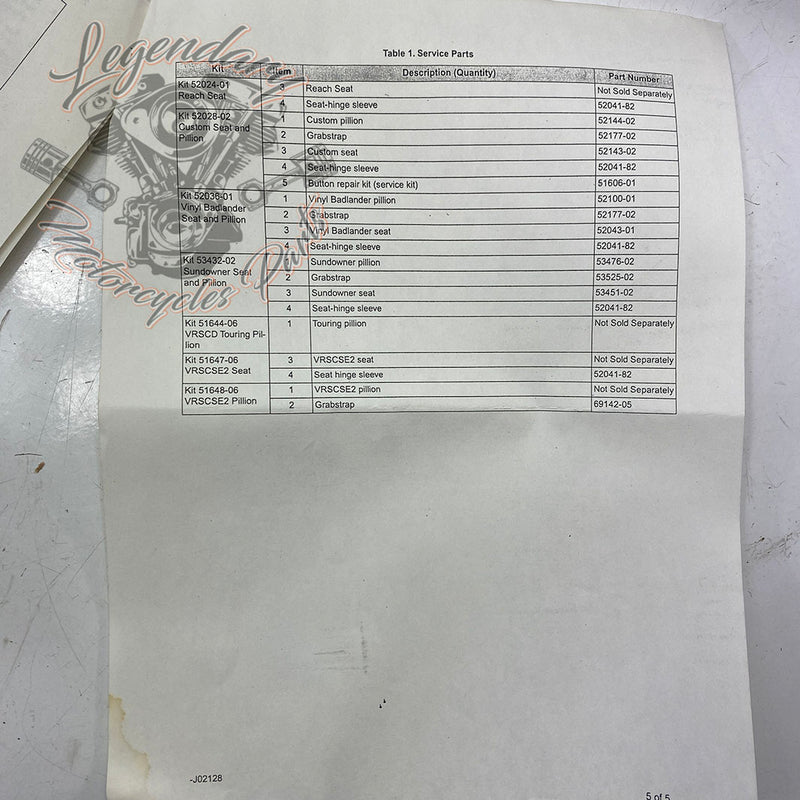 Legendary
Motorcycles Parts
Table 1. Service Parts
Kit Item Description (Quantity) Part Number
Kit 52024-01 3 Reach Seat Not Sold Separately
Reach Seat 4 Seat-hinge sleeve 52041-82
Kit 52028-02 1 Custom pillion 52144-02
Custom Seat and 2 Grabstrap 52177-02
Pillion 3 Custom seat 52143-02
4 Seat-hinge sleeve 52041-82
5 Button repair kit (service kit) 51606-01
Kit 52036-01 1 Vinyl Badlander pillion 52100-01
Vinyl Badlander 2 Grabstrap 52177-02
Seat and Pillion 3 Vinyl Badlander seat 52043-01
4 Seat-hinge sleeve 52041-82
Kit 53432-02 1 Sundowner pillion 53476-02
Sundowner Seat 2 Grabstrap 53525-02
and Pillion 3 Sundowner seat 53451-02
4 Seat-hinge sleeve 52041-82
Kit 51644-06 1 Touring pillion Not Sold Separately
VRSCD Touring Pil-
lion
Kit 51647-06 3 VRSCSE2 seat Not Sold Separately
VRSCSE2 Seat 4 Seat hinge sleeve 52041-82
Kit 51648-06 1 VRSCSE2 pillion Not Sold Separately
VRSCSE2 Pillion 2 Grabstrap 69142-05
-J02128
5 of 5